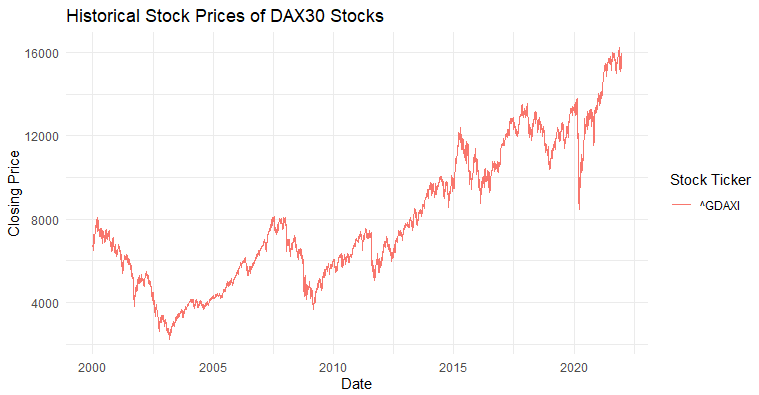 Historical Stock Prices of DAX30 Stocks
16000
12000
8000
4000
Closing Price
2000 2005 2010 2015 2020
Date
Stock Ticker
^GDAXI